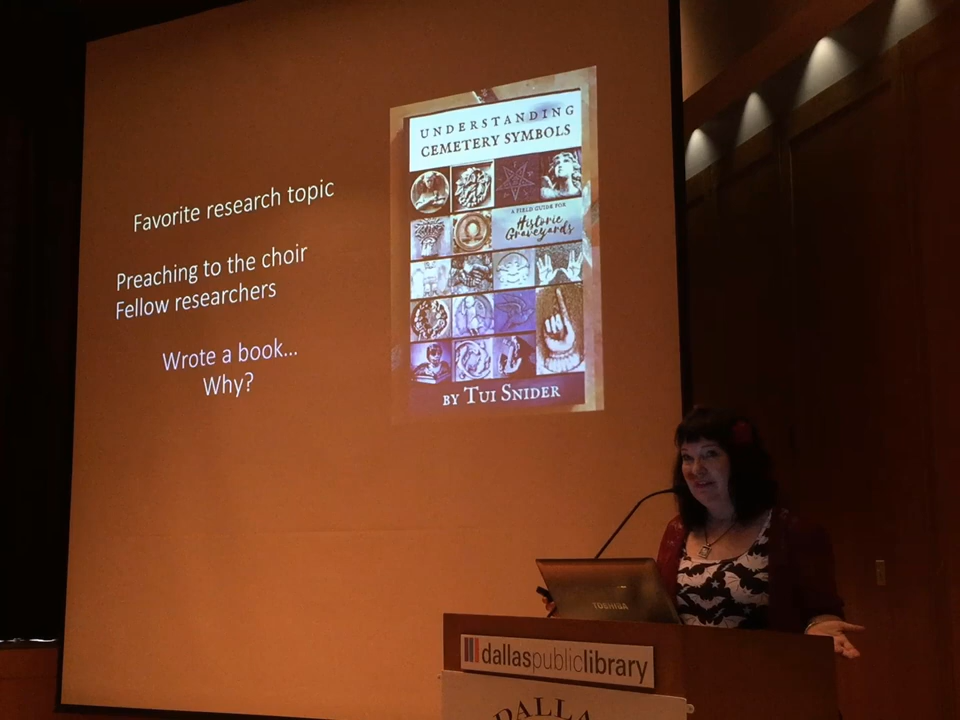 Favorite research topic
Preaching to the choir
Fellow researchers
Wrote a book...
Why?
UNDERSTANDING
CEMETERY SYMBOLS
A FIELD GUIDE FOR
Historic
Graveyards
BY TUI SNIDER
TOSHIBA
dallaspubliclibrary